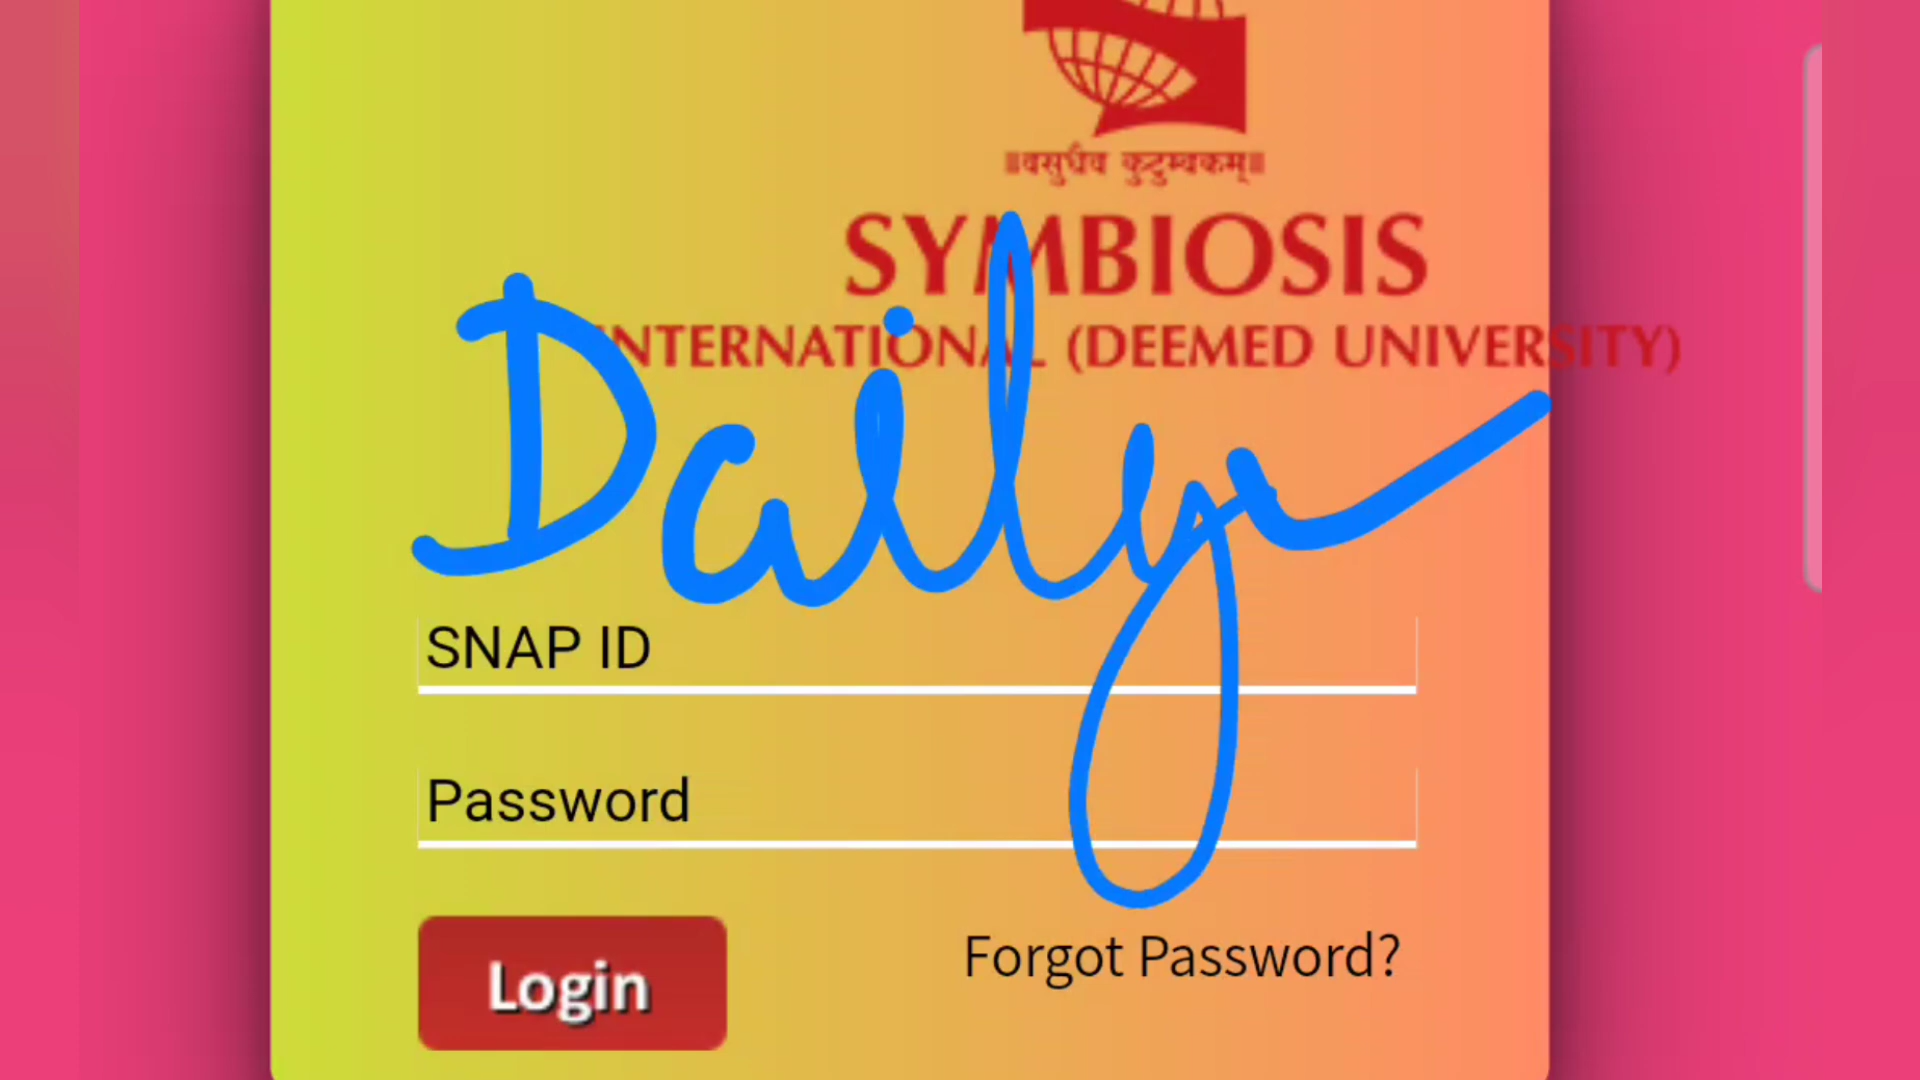 ॥वसुधैव कुटुम्बकम्॥
SYMBIOSIS
INTERNATIONAL (DEEMED UNIVERSITY)
Daily
SNAP ID
Password
Login
Forgot Password?